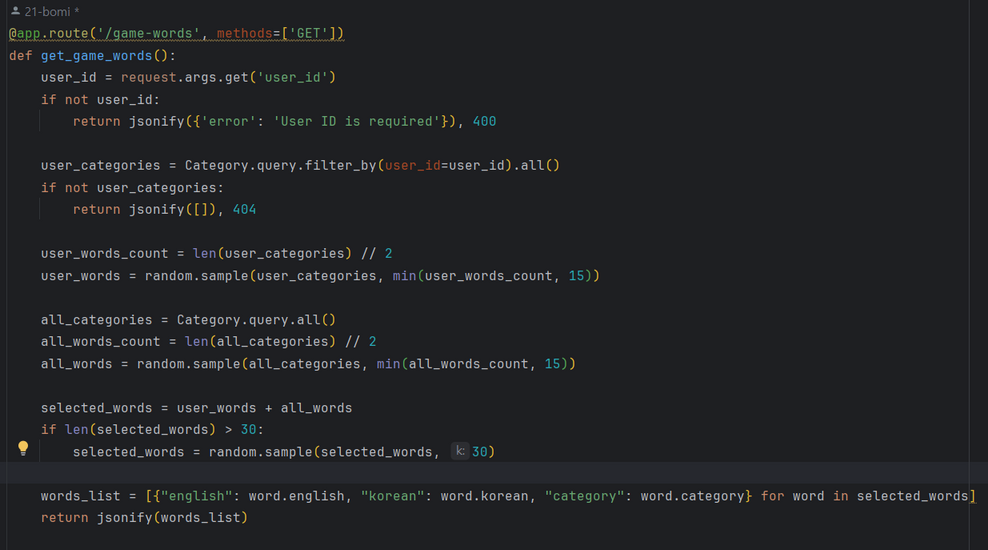 21-bomi *
@app.route('/game-words', methods=['GET'])
def get_game_words():
    user_id = request.args.get('user_id')
    if not user_id:
        return jsonify({'error': 'User ID is required'}), 400

    user_categories = Category.query.filter_by(user_id=user_id).all()
    if not user_categories:
        return jsonify([]), 404

    user_words_count = len(user_categories) // 2
    user_words = random.sample(user_categories, min(user_words_count, 15))

    all_categories = Category.query.all()
    all_words_count = len(all_categories) // 2
    all_words = random.sample(all_categories, min(all_words_count, 15))

    selected_words = user_words + all_words
    if len(selected_words) > 30:
        selected_words = random.sample(selected_words, k: 30)

    words_list = [{"english": word.english, "korean": word.korean, "category": word.category} for word in selected_words]
    return jsonify(words_list)